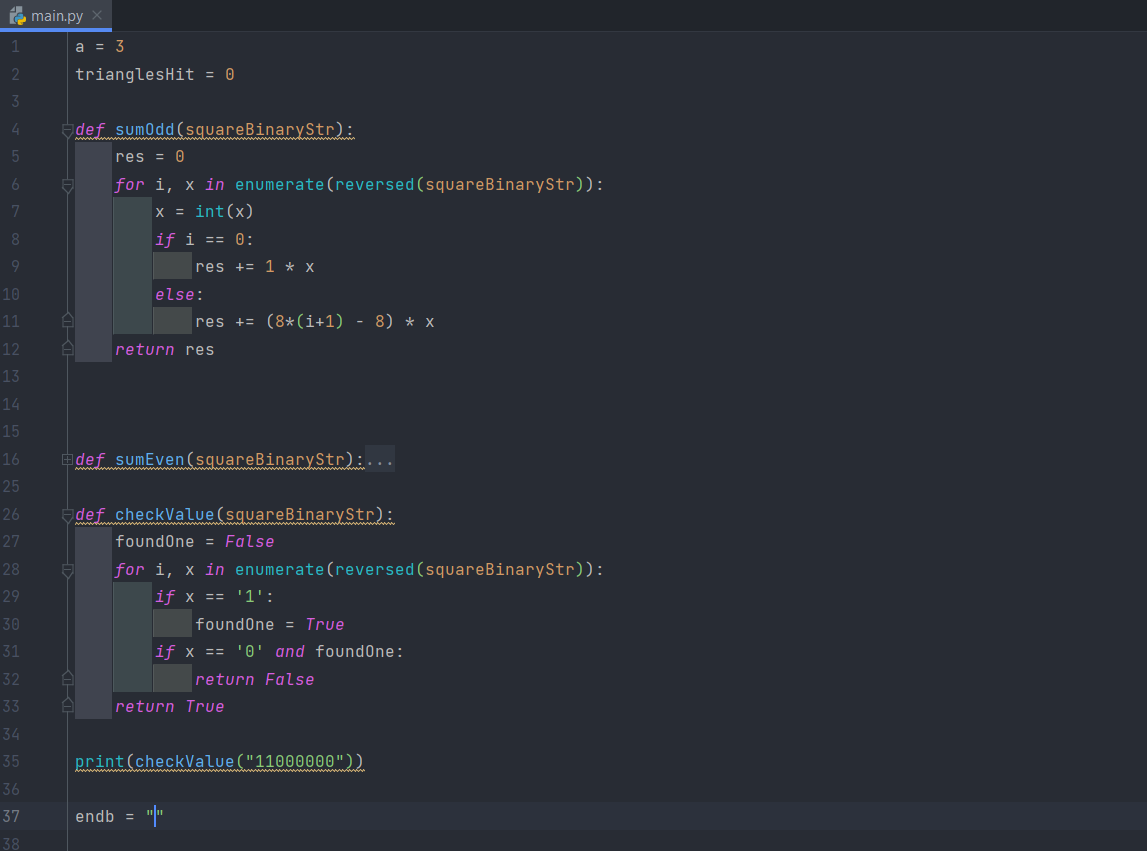 main.py
1 a = 3
2 trianglesHit = 0
3
4 def sumOdd(squareBinaryStr):
5     res = 0
6     for i, x in enumerate(reversed(squareBinaryStr)):
7         x = int(x)
8         if i == 0:
9             res += 1 * x
10         else:
11             res += (8*(i+1) - 8) * x
12     return res
13
14
15
16 def sumEven(squareBinaryStr):...
25
26 def checkValue(squareBinaryStr):
27     foundOne = False
28     for i, x in enumerate(reversed(squareBinaryStr)):
29         if x == '1':
30             foundOne = True
31         if x == '0' and foundOne:
32             return False
33     return True
34
35 print(checkValue("11000000"))
36
37 endb = ""
38